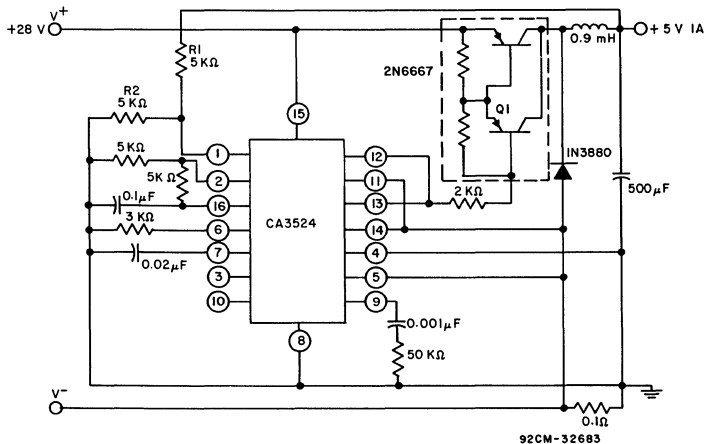 V+
+28 V
+ 5 V 1A
0.9 mH
R1
5 KΩ
2N6667
R2
5 KΩ
Q1
15
5 KΩ
1
12
1N3880
2
11
5 KΩ
2 KΩ
0.1μF
16
CA3524
13
500μF
3 KΩ
6
14
7
4
0.02μF
3
5
10
9
0.001μF
8
50 KΩ
V-
0.1Ω
92CM-32683